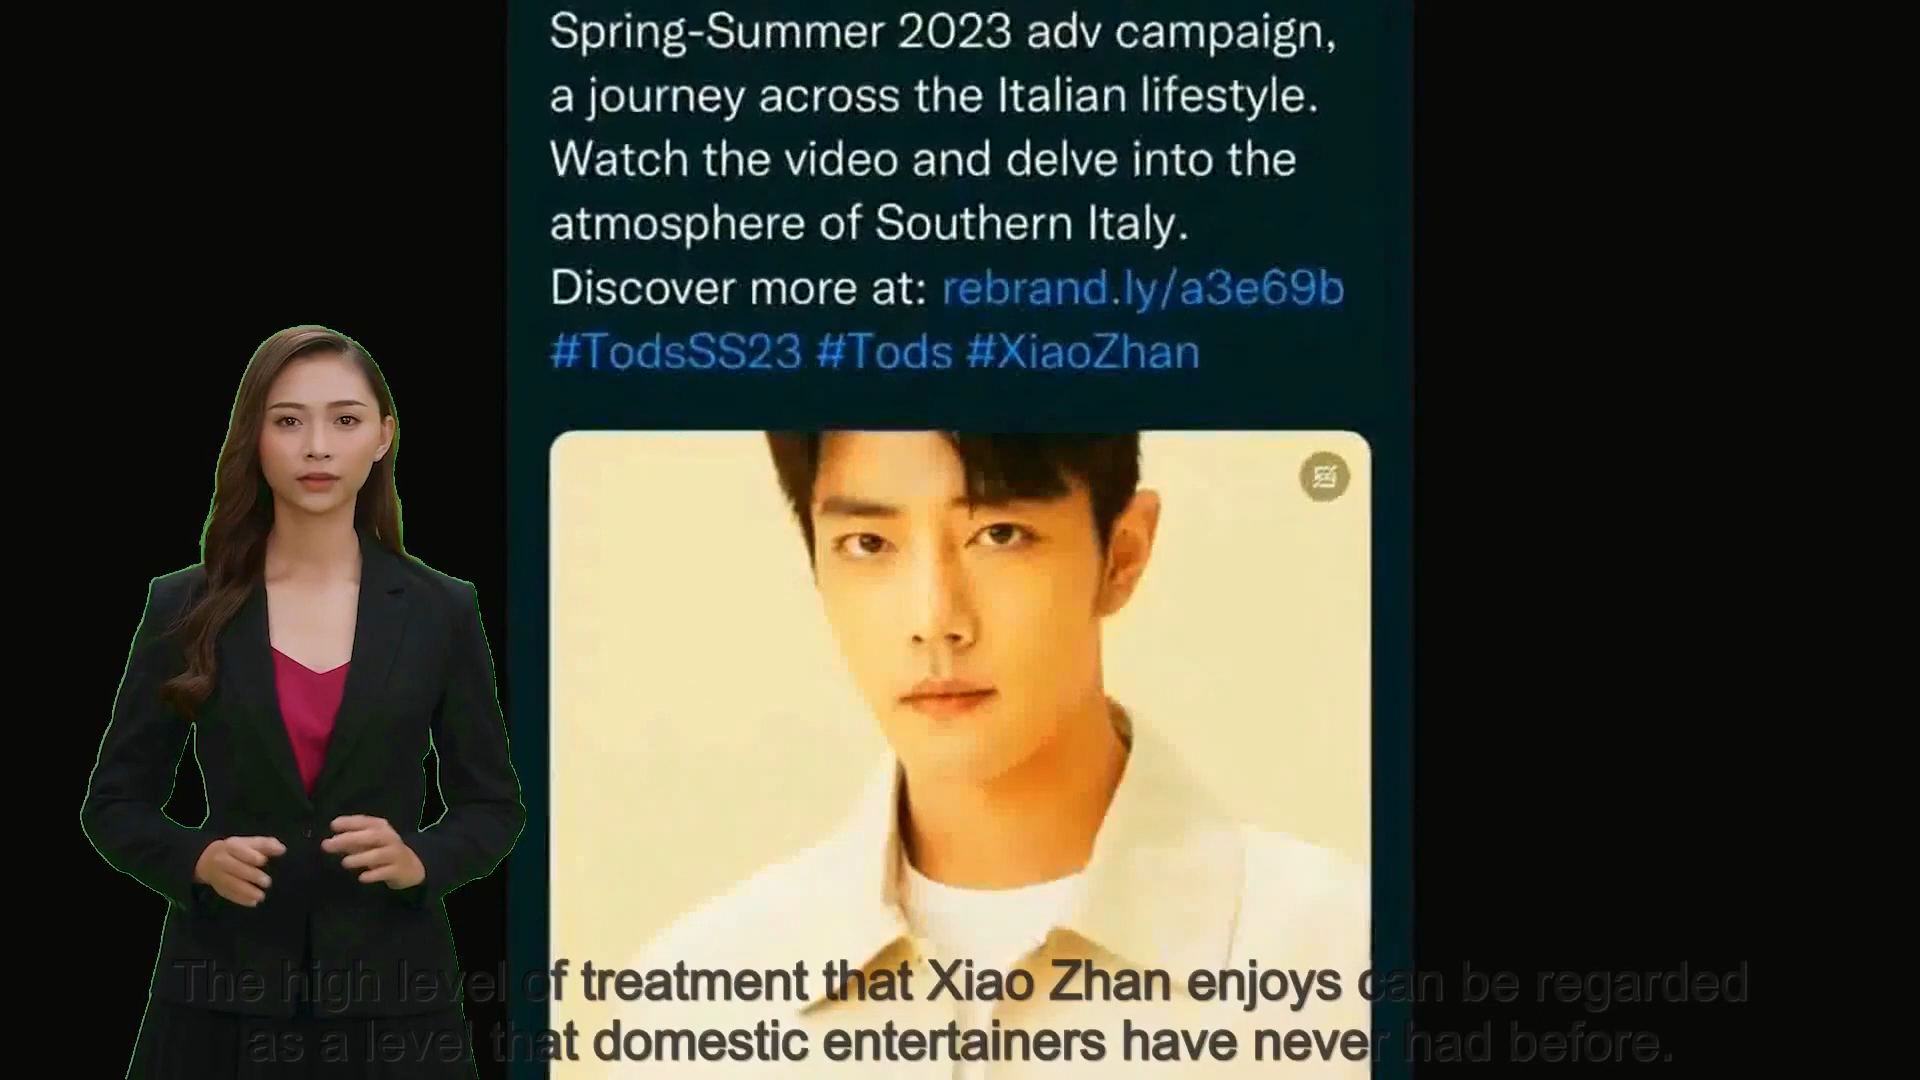 Spring-Summer 2023 adv campaign,
a journey across the Italian lifestyle.
Watch the video and delve into the
atmosphere of Southern Italy.
Discover more at: rebrand.ly/a3e69b
#TodsSS23 #Tods #XiaoZhan
The high level of treatment that Xiao Zhan enjoys can be regarded
as a level that domestic entertainers have never had before.